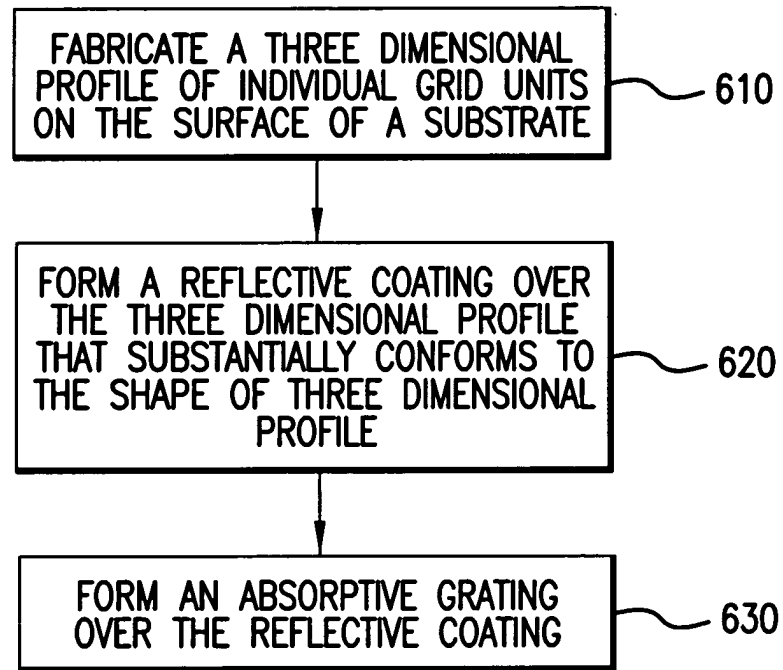 FABRICATE A THREE DIMENSIONAL
PROFILE OF INDIVIDUAL GRID UNITS
ON THE SURFACE OF A SUBSTRATE
610
FORM A REFLECTIVE COATING OVER
THE THREE DIMENSIONAL PROFILE
THAT SUBSTANTIALLY CONFORMS TO
THE SHAPE OF THREE DIMENSIONAL
PROFILE
620
FORM AN ABSORPTIVE GRATING
OVER THE REFLECTIVE COATING
630